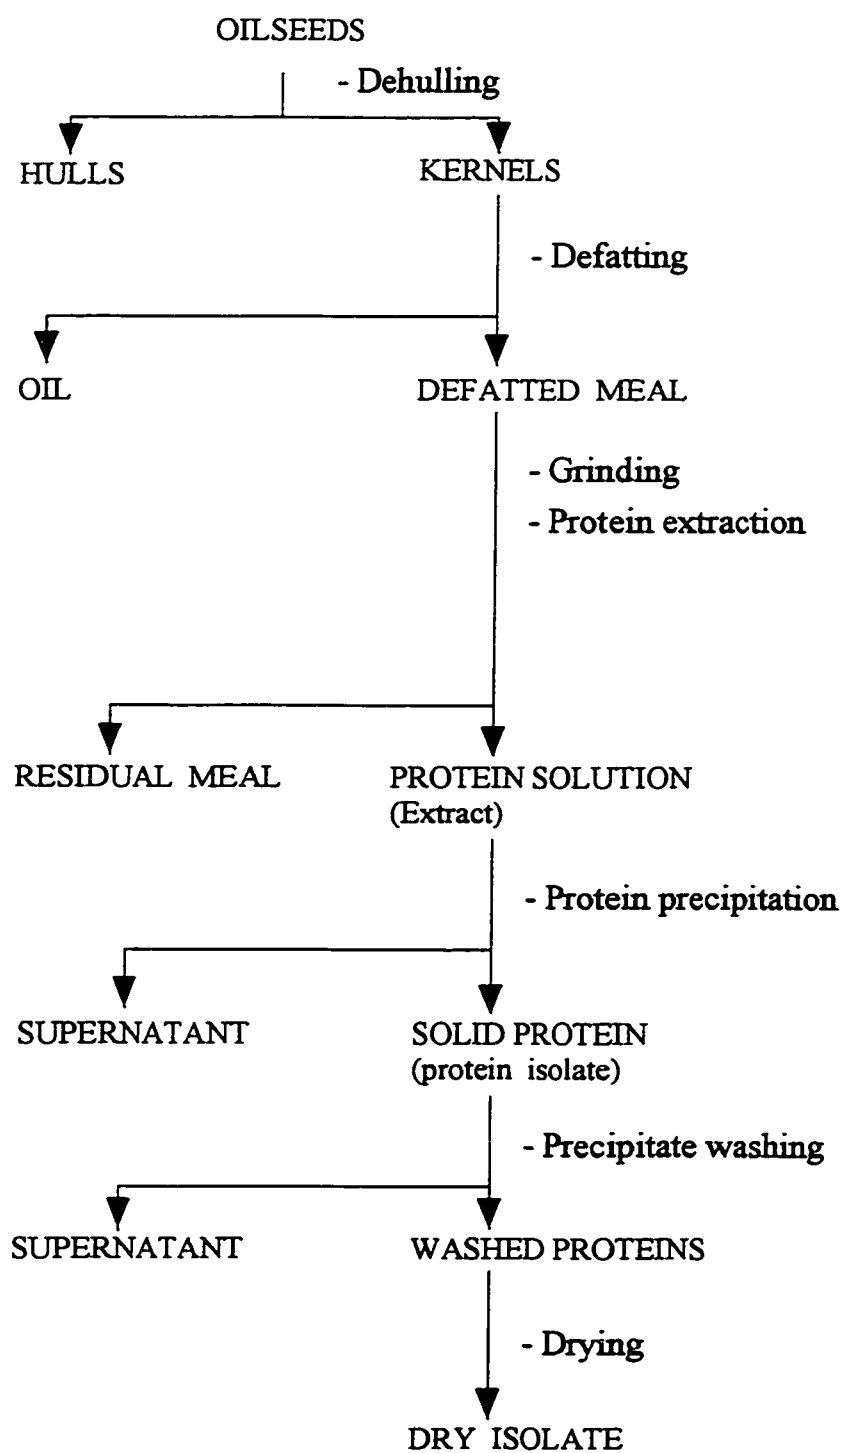 OILSEEDS
- Dehulling
HULLS
KERNELS
- Defatting
OIL
DEFATTED MEAL
- Grinding
- Protein extraction
RESIDUAL MEAL
PROTEIN SOLUTION
(Extract)
- Protein precipitation
SUPERNATANT
SOLID PROTEIN
(protein isolate)
- Precipitate washing
SUPERNATANT
WASHED PROTEINS
- Drying
DRY ISOLATE